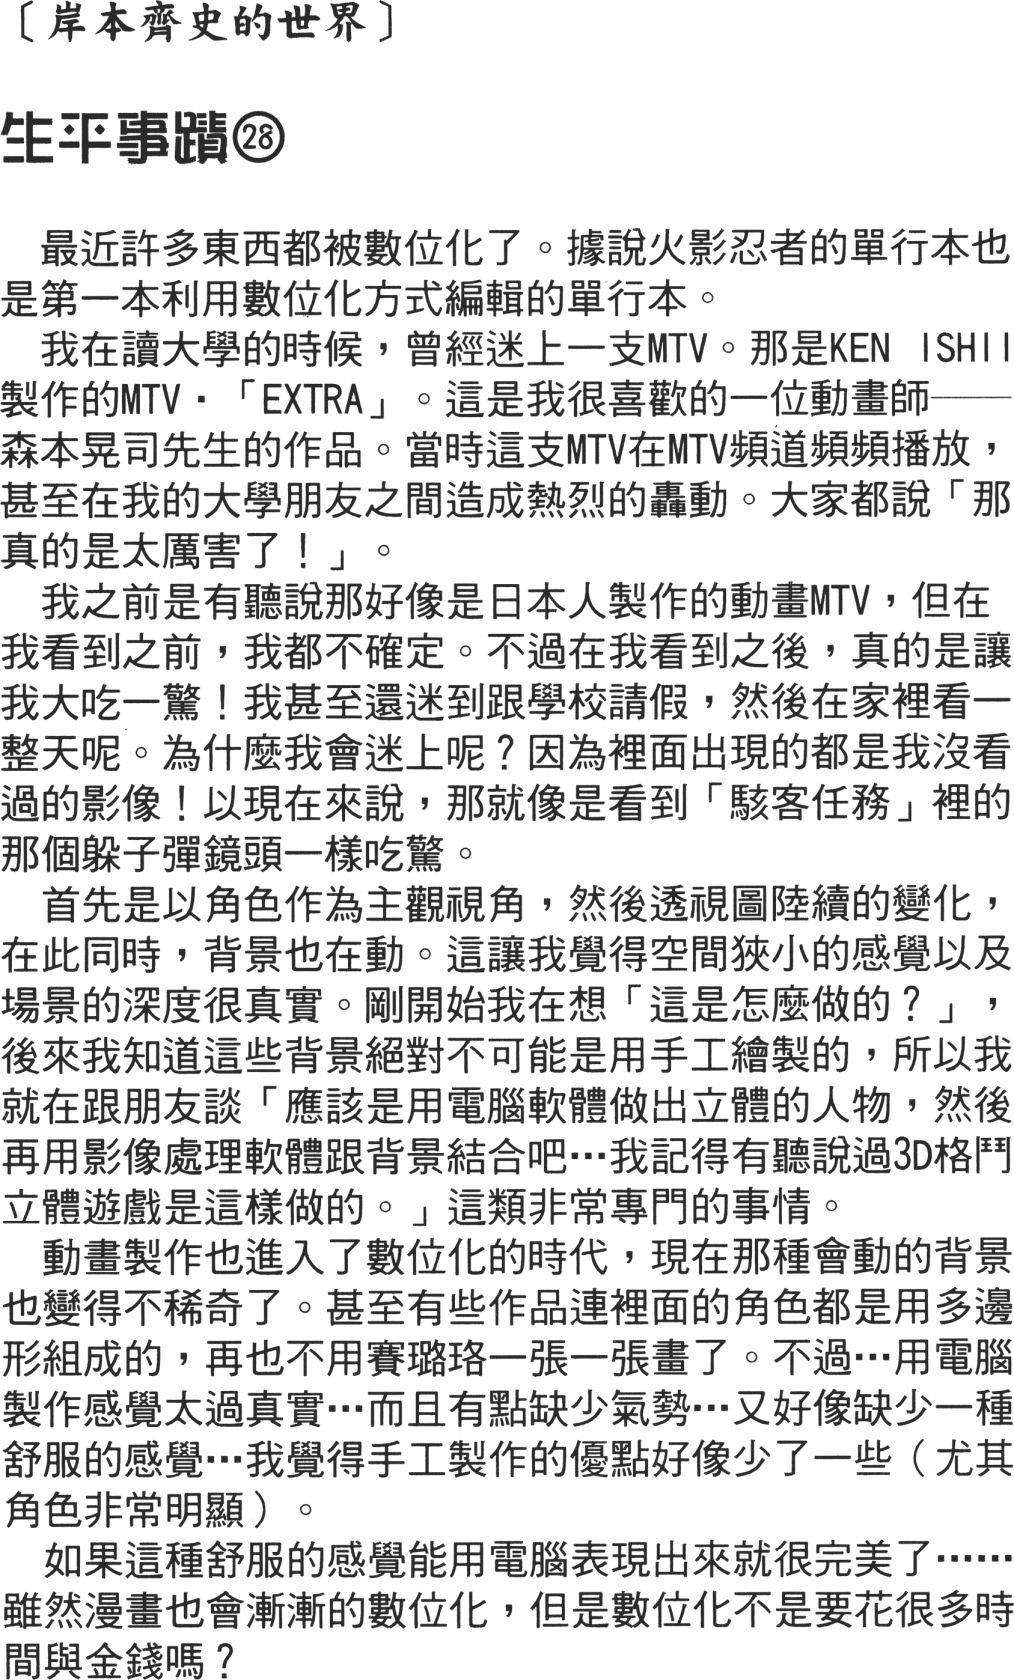 〔岸本齊史的世界〕
生平事蹟㉘
最近許多東西都被數位化了。據說火影忍者的單行本也
是第一本利用數位化方式編輯的單行本。
我在讀大學的時候，曾經迷上一支MTV。那是KEN ISHII
製作的MTV‧「EXTRA」。這是我很喜歡的一位動畫師——
森本晃司先生的作品。當時這支MTV在MTV頻道頻頻播放，
甚至在我的大學朋友之間造成熱烈的轟動。大家都說「那
真的是太厲害了！」。
我之前是有聽說那好像是日本人製作的動畫MTV，但在
我看到之前，我都不確定。不過在我看到之後，真的是讓
我大吃一驚！我甚至還迷到跟學校請假，然後在家裡看一
整天呢。為什麼我會迷上呢？因為裡面出現的都是我沒看
過的影像！以現在來說，那就像是看到「駭客任務」裡的
那個躲子彈鏡頭一樣吃驚。
首先是以角色作為主觀視角，然後透視圖陸續的變化，
在此同時，背景也在動。這讓我覺得空間狹小的感覺以及
場景的深度很真實。剛開始我在想「這是怎麼做的？」，
後來我知道這些背景絕對不可能是用手工繪製的，所以我
就在跟朋友談「應該是用電腦軟體做出立體的人物，然後
再用影像處理軟體跟背景結合吧…我記得有聽說過3D格鬥
立體遊戲是這樣做的。」這類非常專門的事情。
動畫製作也進入了數位化的時代，現在那種會動的背景
也變得不稀奇了。甚至有些作品連裡面的角色都是用多邊
形組成的，再也不用賽璐珞一張一張畫了。不過…用電腦
製作感覺太過真實…而且有點缺少氣勢…又好像缺少一種
舒服的感覺…我覺得手工製作的優點好像少了一些（尤其
角色非常明顯）。
如果這種舒服的感覺能用電腦表現出來就很完美了……
雖然漫畫也會漸漸的數位化，但是數位化不是要花很多時
間與金錢嗎？